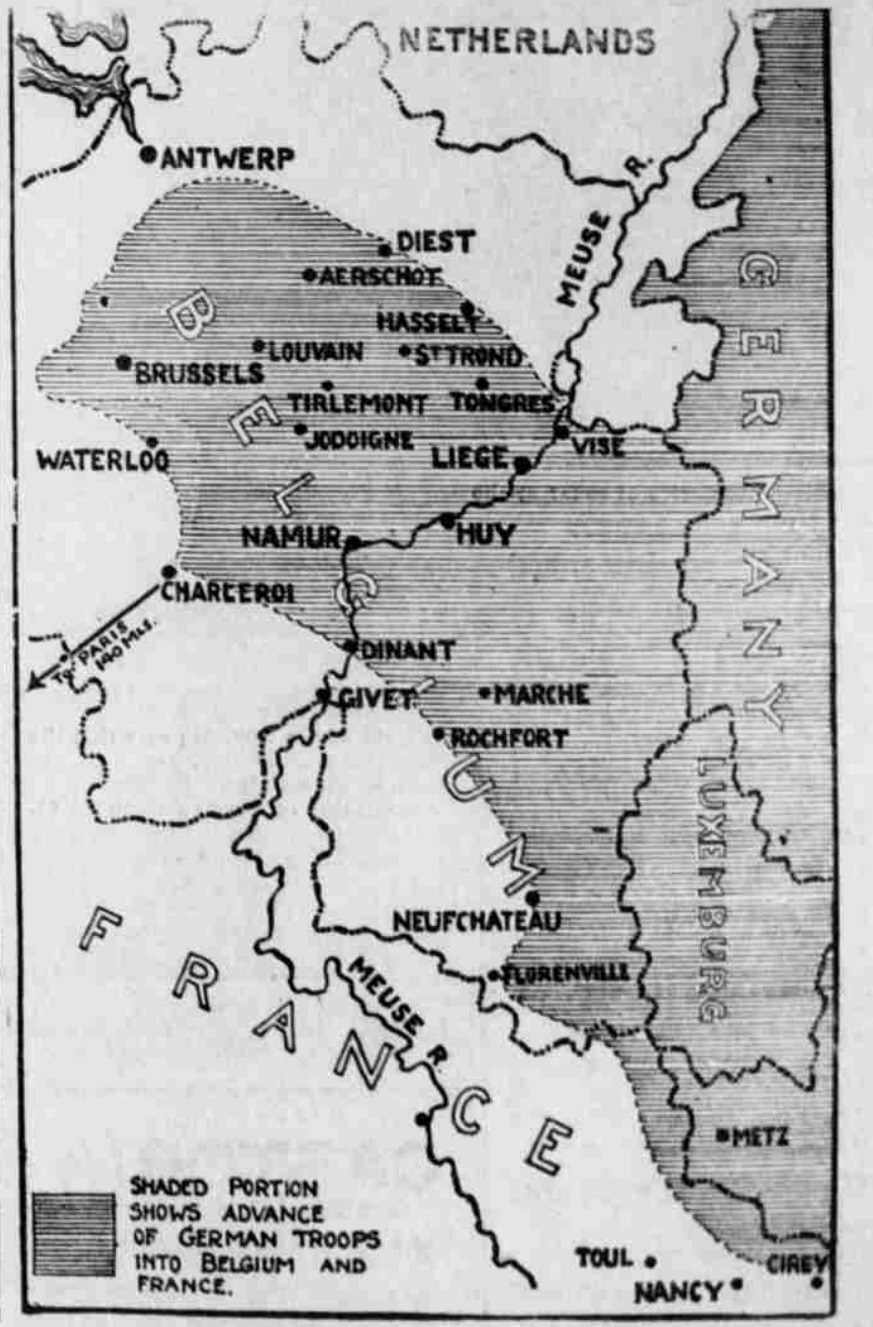 NETHERLANDS
ANTWERP
MEUSE R.
DIEST
AERSCHOT
GERMANY
BELGIUM
HASSELT
LOUVAIN
ST TROND
BRUSSELS
TIRLEMONT
TONGRES
JODOIGNE
VISE
WATERLOO
LIEGE
NAMUR
HUY
CHARLEROI
TO PARIS
140 MLS.
DINANT
GIVET
MARCHE
ROCHFORT
LUXEMBURG
NEUFCHATEAU
FLORENVILLE
FRANCE
MEUSE R.
METZ
SHADED PORTION
SHOWS ADVANCE
OF GERMAN TROOPS
INTO BELGIUM AND
FRANCE.
TOUL
NANCY
CIREY